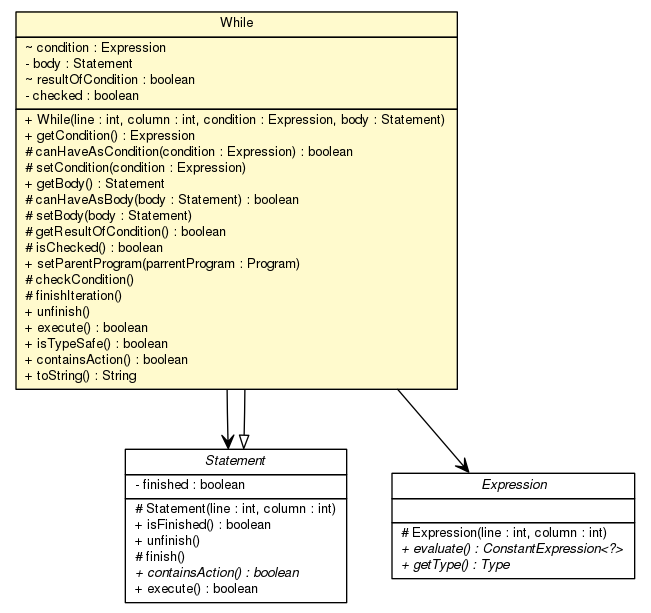 While
~ condition : Expression
- body : Statement
~ resultOfCondition : boolean
- checked : boolean
+ While(line : int, column : int, condition : Expression, body : Statement)
+ getCondition() : Expression
# canHaveAsCondition(condition : Expression) : boolean
# setCondition(condition : Expression)
+ getBody() : Statement
# canHaveAsBody(body : Statement) : boolean
# setBody(body : Statement)
# getResultOfCondition() : boolean
# isChecked() : boolean
+ setParentProgram(parrentProgram : Program)
# checkCondition()
# finishIteration()
+ unfinish()
+ execute() : boolean
+ isTypeSafe() : boolean
+ containsAction() : boolean
+ toString() : String
Statement
- finished : boolean
# Statement(line : int, column : int)
+ isFinished() : boolean
+ unfinish()
# finish()
+ containsAction() : boolean
+ execute() : boolean
Expression
# Expression(line : int, column : int)
+ evaluate() : ConstantExpression<?>
+ getType() : Type